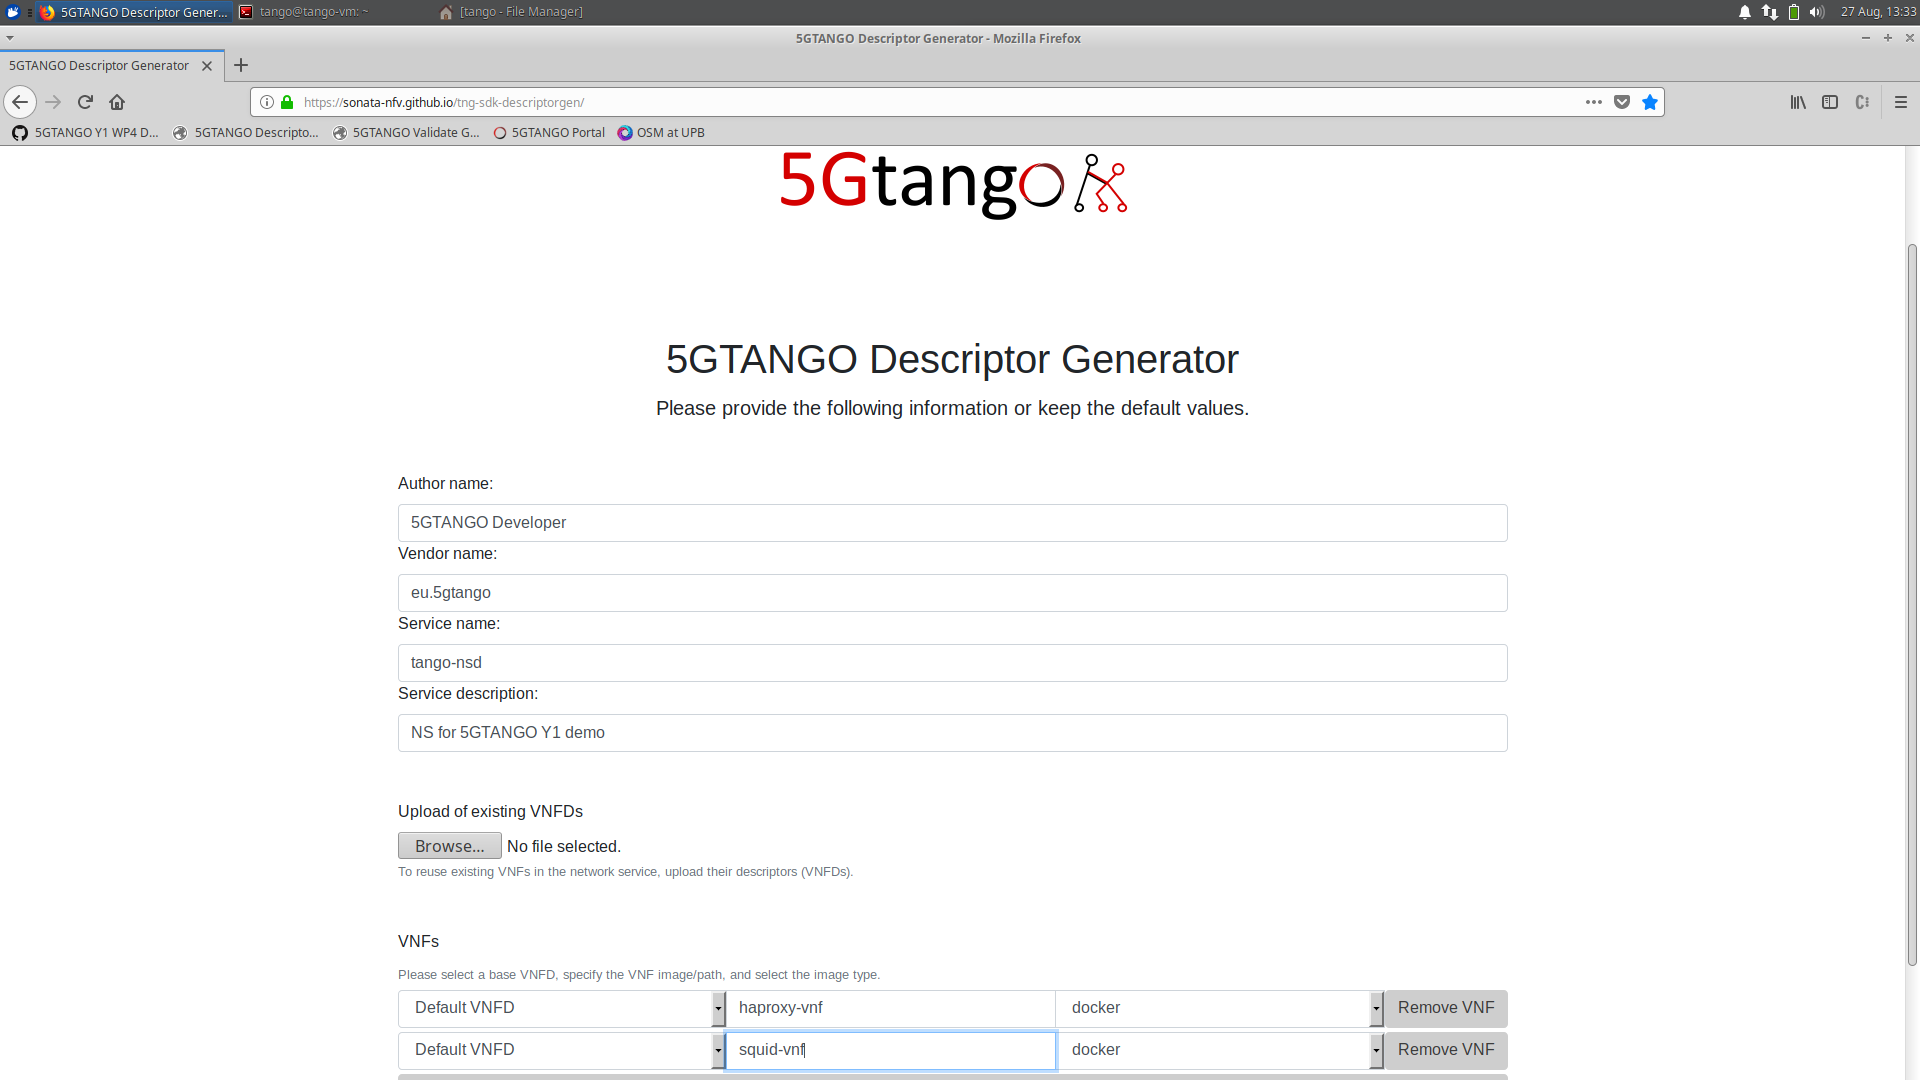 5GTANGO Descriptor Gener... tango@tango-vm: ~ [tango - File Manager] 27 Aug, 13:33
5GTANGO Descriptor Generator - Mozilla Firefox
5GTANGO Descriptor Generator
https://sonata-nfv.github.io/tng-sdk-descriptorgen/
5GTANGO Y1 WP4 D... 5GTANGO Descripto... 5GTANGO Validate G... 5GTANGO Portal OSM at UPB
5Gtango
5GTANGO Descriptor Generator
Please provide the following information or keep the default values.
Author name:
5GTANGO Developer
Vendor name:
eu.5gtango
Service name:
tango-nsd
Service description:
NS for 5GTANGO Y1 demo
Upload of existing VNFDs
Browse... No file selected.
To reuse existing VNFs in the network service, upload their descriptors (VNFDs).
VNFs
Please select a base VNFD, specify the VNF image/path, and select the image type.
Default VNFD haproxy-vnf docker Remove VNF
Default VNFD squid-vnf docker Remove VNF